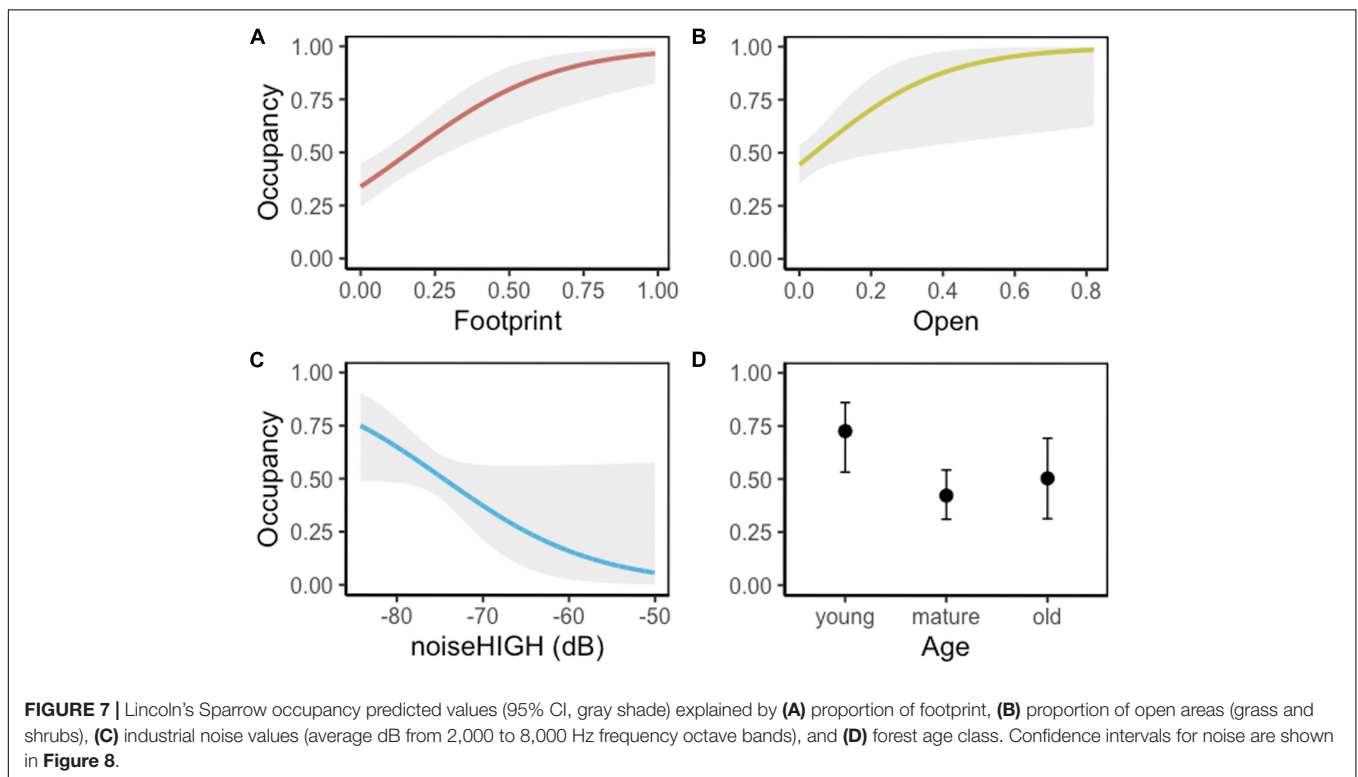 A
B
1.00
0.75
0.50
0.25
0.00
Occupancy
0.00 0.25 0.50 0.75 1.00
Footprint
1.00
0.75
0.50
0.25
0.00
0.0 0.2 0.4 0.6 0.8
Open
C
D
1.00
0.75
0.50
0.25
0.00
Occupancy
-80 -70 -60 -50
noiseHIGH (dB)
1.00
0.75
0.50
0.25
0.00
young mature old
Age
FIGURE 7 | Lincoln's Sparrow occupancy predicted values (95% CI, gray shade) explained by (A) proportion of footprint, (B) proportion of open areas (grass and
shrubs), (C) industrial noise values (average dB from 2,000 to 8,000 Hz frequency octave bands), and (D) forest age class. Confidence intervals for noise are shown
in Figure 8.